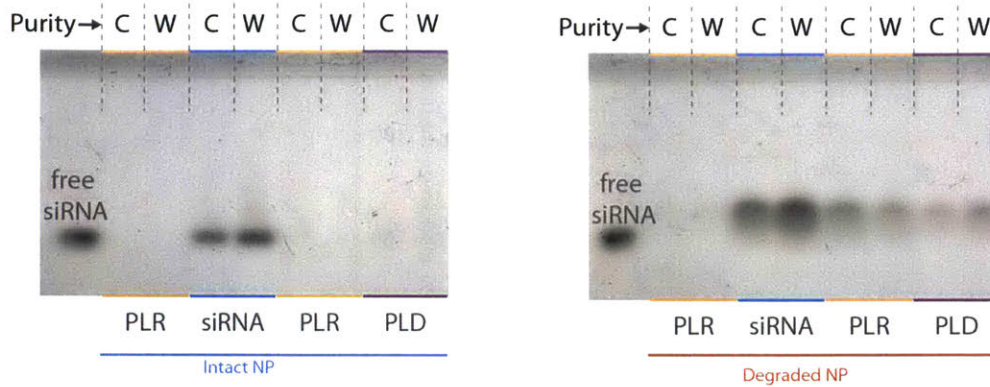 Purity→ C W C W C W C W
free
siRNA
PLR siRNA PLR PLD
Intact NP
Purity→ C W C W C W C W
free
siRNA
PLR siRNA PLR PLD
Degraded NP